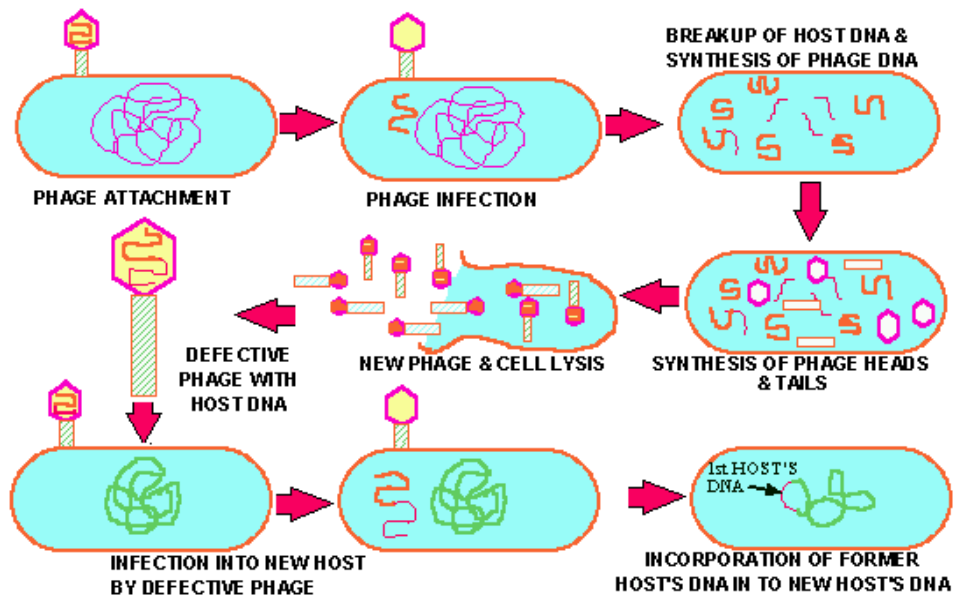 BREAKUP OF HOST DNA &
SYNTHESIS OF PHAGE DNA
PHAGE ATTACHMENT
PHAGE INFECTION
DEFECTIVE
PHAGE WITH
HOST DNA
NEW PHAGE & CELL LYSIS
SYNTHESIS OF PHAGE HEADS
& TAILS
1st HOST'S
DNA
INFECTION INTO NEW HOST
BY DEFECTIVE PHAGE
INCORPORATION OF FORMER
HOST'S DNA IN TO NEW HOST'S DNA